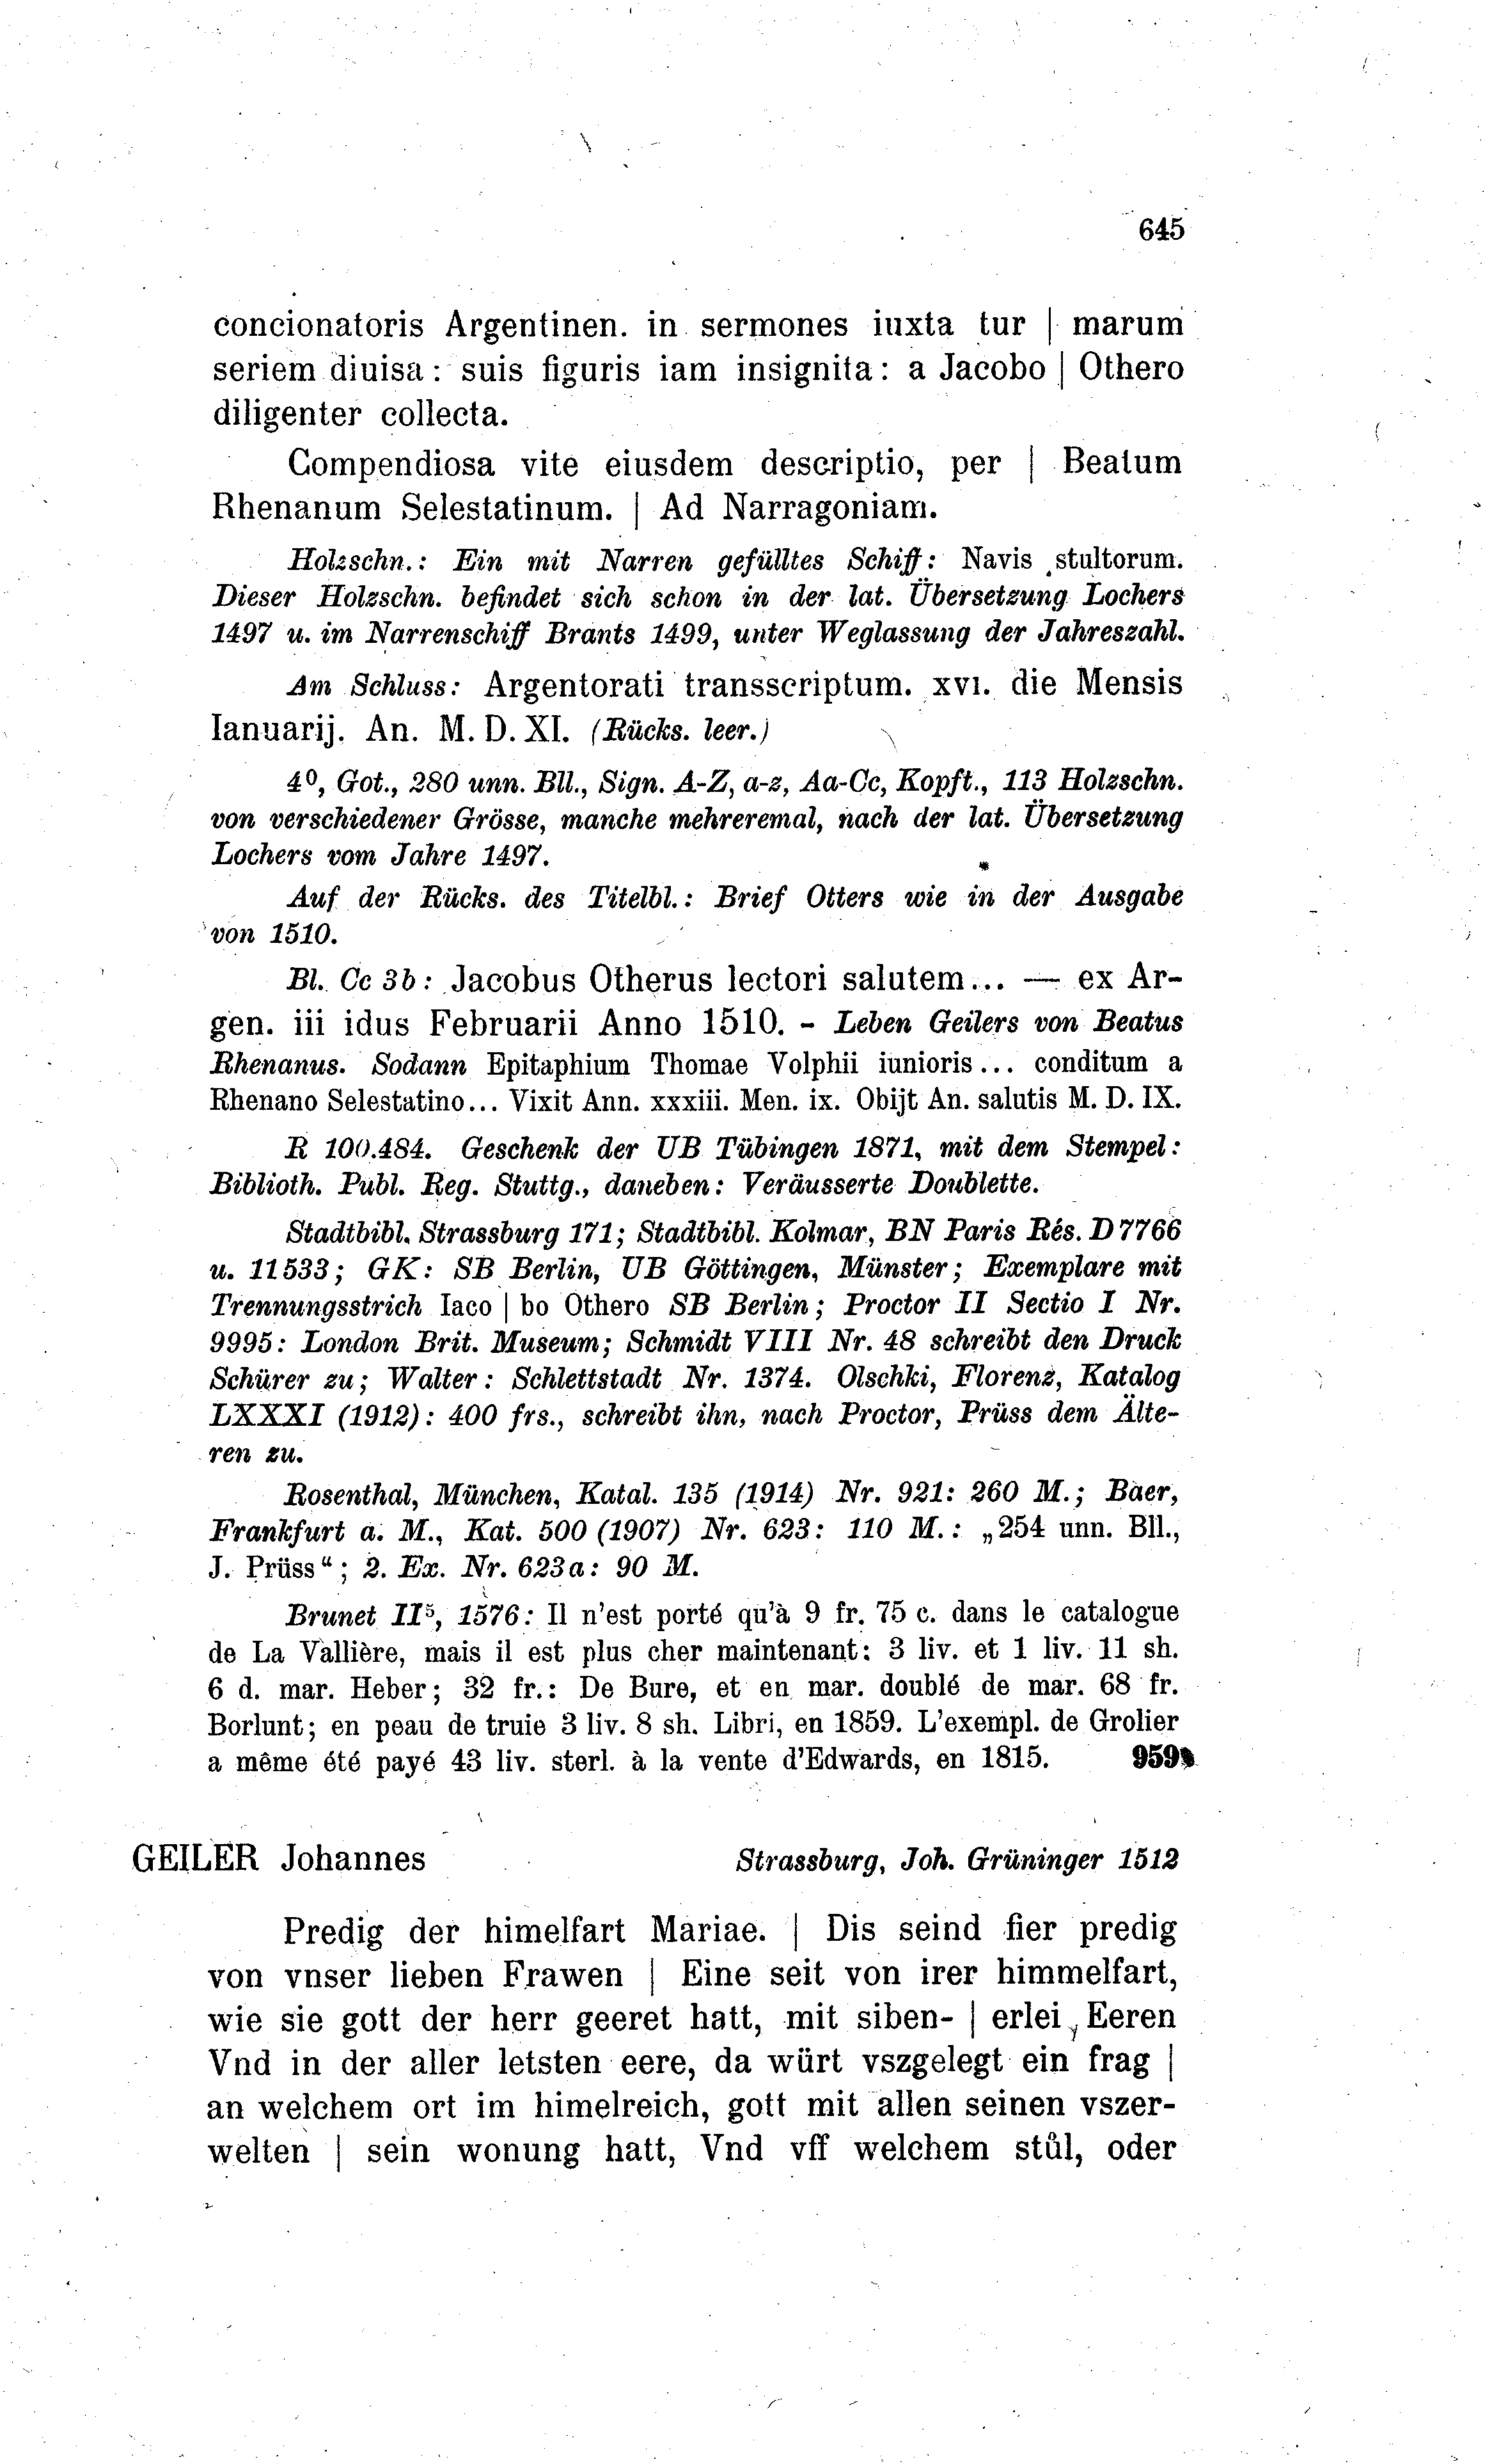 645
concionatoris Argentinen. in sermones iuxta tur | marum
seriem diuisa: suis figuris iam insignita: a Jacobo | Othero
diligenter collecta.
Compendiosa vite eiusdem descriptio, per | Beatum
Rhenanum Selestatinum. | Ad Narragoniam.
Holzschn.: Ein mit Narren gefülltes Schiff: Navis stultorum.
Dieser Holzschn. befindet sich schon in der lat. Übersetzung Lochers
1497 u. im Narrenschiff Brants 1499, unter Weglassung der Jahreszahl.
Am Schluss: Argentorati transscriptum. xvi. die Mensis
Ianuarij. An. M. D. XI. (Rücks. leer.)
4⁰, Got., 280 unn. Bll., Sign. A-Z, a-z, Aa-Cc, Kopft., 113 Holzschn.
von verschiedener Grösse, manche mehreremal, nach der lat. Übersetzung
Lochers vom Jahre 1497.
Auf der Rücks. des Titelbl.: Brief Otters wie in der Ausgabe
von 1510.
Bl. Cc 3b: Jacobus Otherus lectori salutem... — ex Ar-
gen. iii idus Februarii Anno 1510. - Leben Geilers von Beatus
Rhenanus. Sodann Epitaphium Thomae Volphii iunioris... conditum a
Rhenano Selestatino... Vixit Ann. xxxiii. Men. ix. Obijt An. salutis M. D. IX.
R 100.484. Geschenk der UB Tübingen 1871, mit dem Stempel:
Biblioth. Publ. Reg. Stuttg., daneben: Veräusserte Doublette.
Stadtbibl. Strassburg 171; Stadtbibl. Kolmar, BN Paris Rés. D 7766
u. 11533; GK: SB Berlin, UB Göttingen, Münster; Exemplare mit
Trennungsstrich Iaco | bo Othero SB Berlin; Proctor II Sectio I Nr.
9995: London Brit. Museum; Schmidt VIII Nr. 48 schreibt den Druck
Schürer zu; Walter: Schlettstadt Nr. 1374. Olschki, Florenz, Katalog
LXXXI (1912): 400 frs., schreibt ihn, nach Proctor, Prüss dem Älte-
ren zu.
Rosenthal, München, Katal. 135 (1914) Nr. 921: 260 M.; Baer,
Frankfurt a. M., Kat. 500 (1907) Nr. 623: 110 M.: „254 unn. Bll.,
J. Prüss“; 2. Ex. Nr. 623a: 90 M.
Brunet II⁵, 1576: Il n'est porté qu'à 9 fr. 75 c. dans le catalogue
de La Vallière, mais il est plus cher maintenant: 3 liv. et 1 liv. 11 sh.
6 d. mar. Heber; 32 fr.: De Bure, et en mar. doublé de mar. 68 fr.
Borlunt; en peau de truie 3 liv. 8 sh. Libri, en 1859. L'exempl. de Grolier
a même été payé 43 liv. sterl. à la vente d'Edwards, en 1815. 959
GEILER Johannes Strassburg, Joh. Grüninger 1512
Predig der himelfart Mariae. | Dis seind fier predig
von vnser lieben Frawen | Eine seit von irer himmelfart,
wie sie gott der herr geeret hatt, mit siben- | erlei Eeren
Vnd in der aller letsten eere, da würt vszgelegt ein frag |
an welchem ort im himelreich, gott mit allen seinen vszer-
welten | sein wonung hatt, Vnd vff welchem stůl, oder